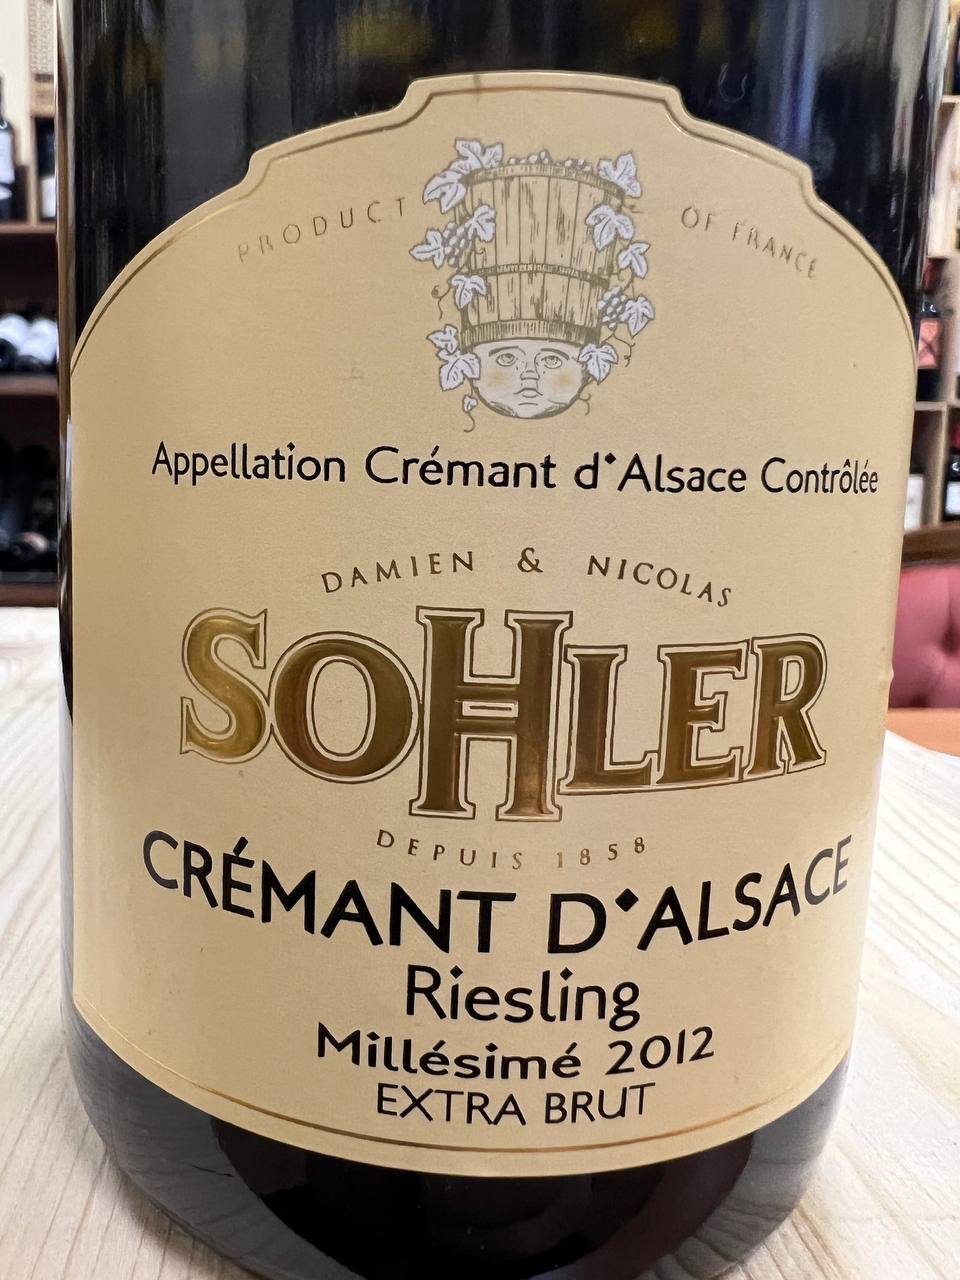 PRODUCT OF FRANCE
Appellation Crémant d'Alsace Contrôlée
DAMIEN & NICOLAS
SOHLER
DEPUIS 1858
CRÉMANT D'ALSACE
Riesling
Millésimé 2012
EXTRA BRUT